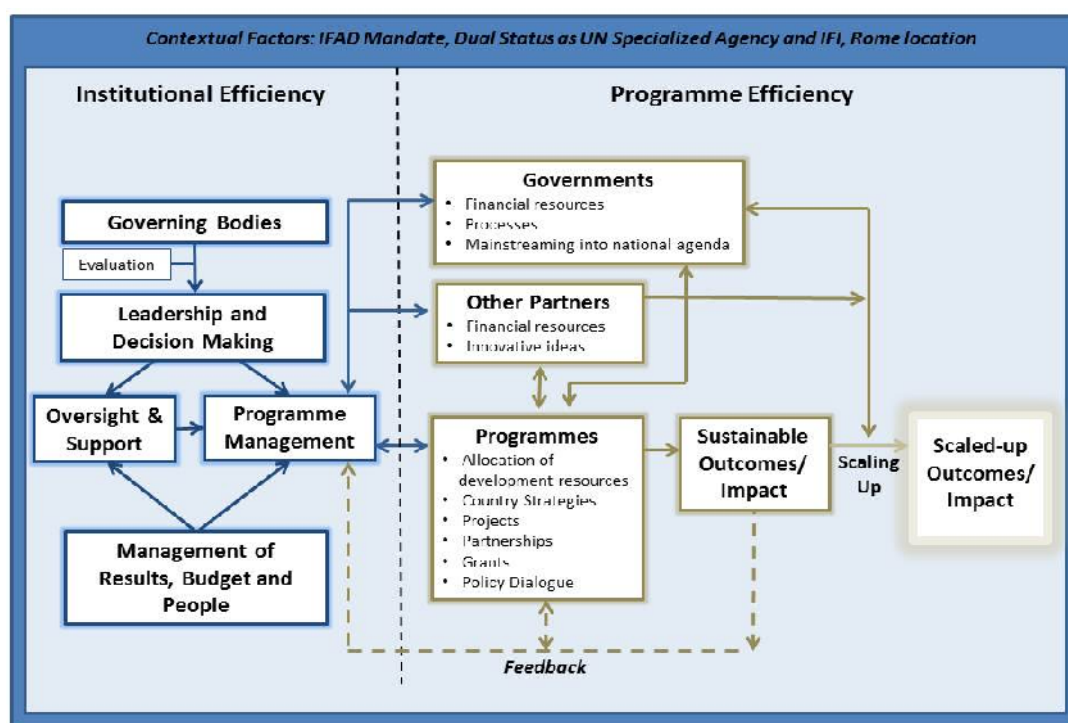 Contextual Factors: IFAD Mandate, Dual Status as UN Specialized Agency and IFI, Rome location
Institutional Efficiency
Governing Bodies
Evaluation
Leadership and
Decision Making
Oversight &
Support
Programme
Management
Management of
Results, Budget and
People
Programme Efficiency
Governments
• Financial resources
• Processes
• Mainstreaming into national agenda
Other Partners
• Financial resources
• Innovative ideas
Programmes
• Allocation of
development resources
• Country Strategies
• Projects
• Partnerships
• Grants
• Policy Dialogue
Sustainable
Outcomes/
Impact
Scaling
Up
Scaled-up
Outcomes/
Impact
Feedback